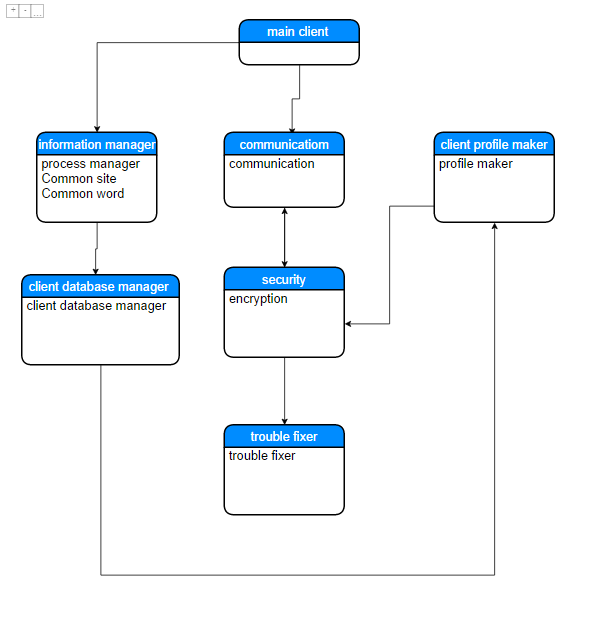 + - ...
main client
information manager
process manager
Common site
Common word
communicatiom
communication
client profile maker
profile maker
client database manager
client database manager
security
encryption
trouble fixer
trouble fixer